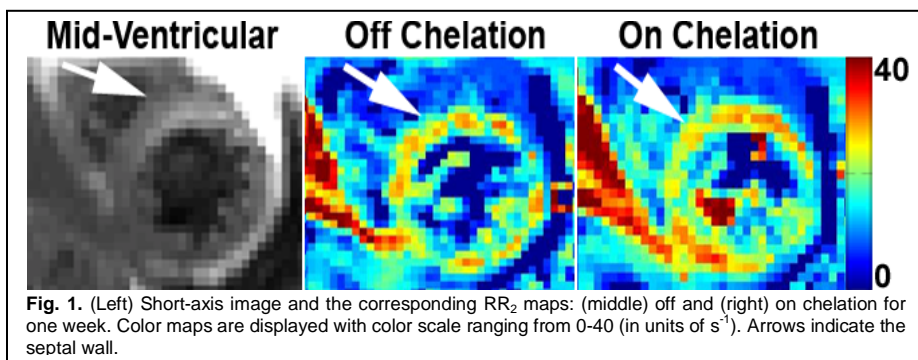 Mid-Ventricular Off Chelation On Chelation
40
0
Fig. 1. (Left) Short-axis image and the corresponding RR₂ maps: (middle) off and (right) on chelation for
one week. Color maps are displayed with color scale ranging from 0-40 (in units of s⁻¹). Arrows indicate the
septal wall.